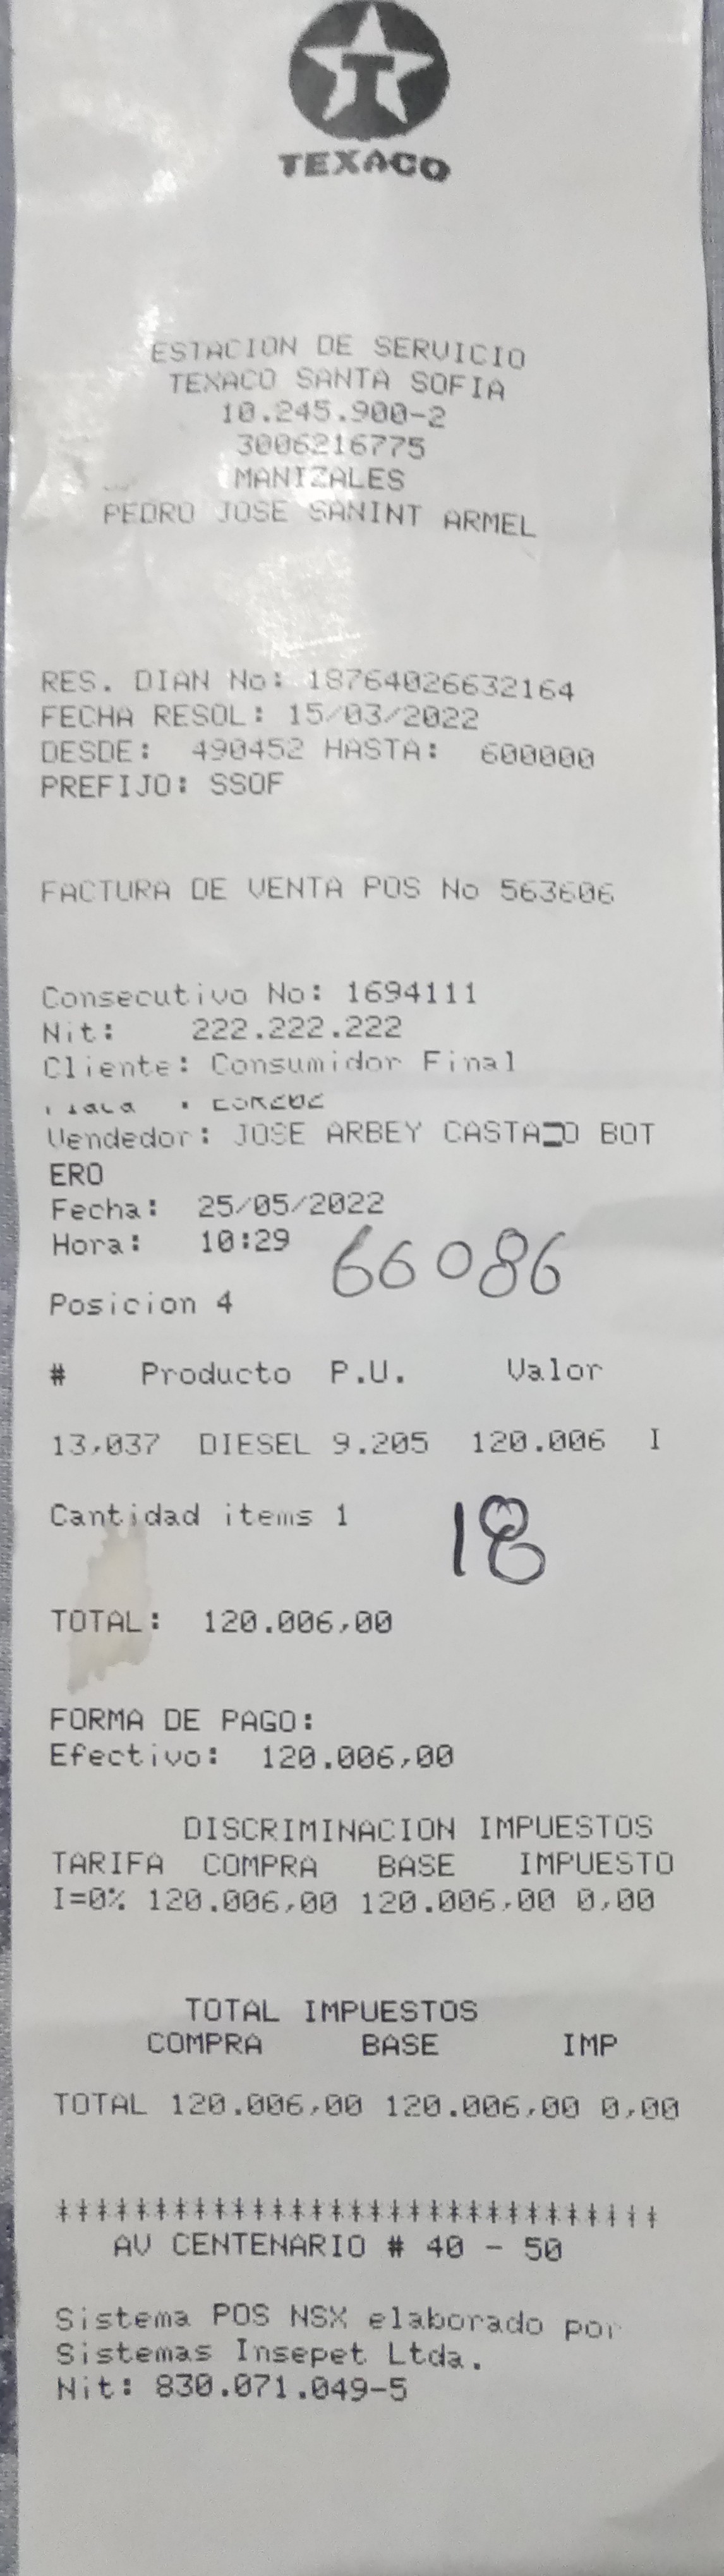 TEXACO
ESTACION DE SERVICIO
TEXACO SANTA SOFIA
10.245.900-2
3006216775
MANIZALES
PEDRO JOSE SANINT ARMEL
RES. DIAN No: 18764026632164
FECHA RESOL: 15/03/2022
DESDE: 490452 HASTA: 600000
PREFIJO: SSOF
FACTURA DE VENTA POS No 563606
Consecutivo No: 1694111
Nit: 222.222.222
Cliente: Consumidor Final
Placa :
Vendedor: JOSE ARBEY BOT
ERO
Fecha: 25/05/2022
Hora: 10:29
66086
Posicion 4
# Producto P.U. Valor
13,037 DIESEL 9.205 120.006 I
Cantidad items 1
18
TOTAL: 120.006,00
FORMA DE PAGO:
Efectivo: 120.006,00
DISCRIMINACION IMPUESTOS
TARIFA COMPRA BASE IMPUESTO
I=0% 120.006,00 120.006,00 0,00
TOTAL IMPUESTOS
COMPRA BASE IMP
TOTAL 120.006,00 120.006,00 0,00
*******************************
AV CENTENARIO # 40 - 50
Sistema POS NSX elaborado por
Sistemas Insepet Ltda.
Nit: 830.071.049-5